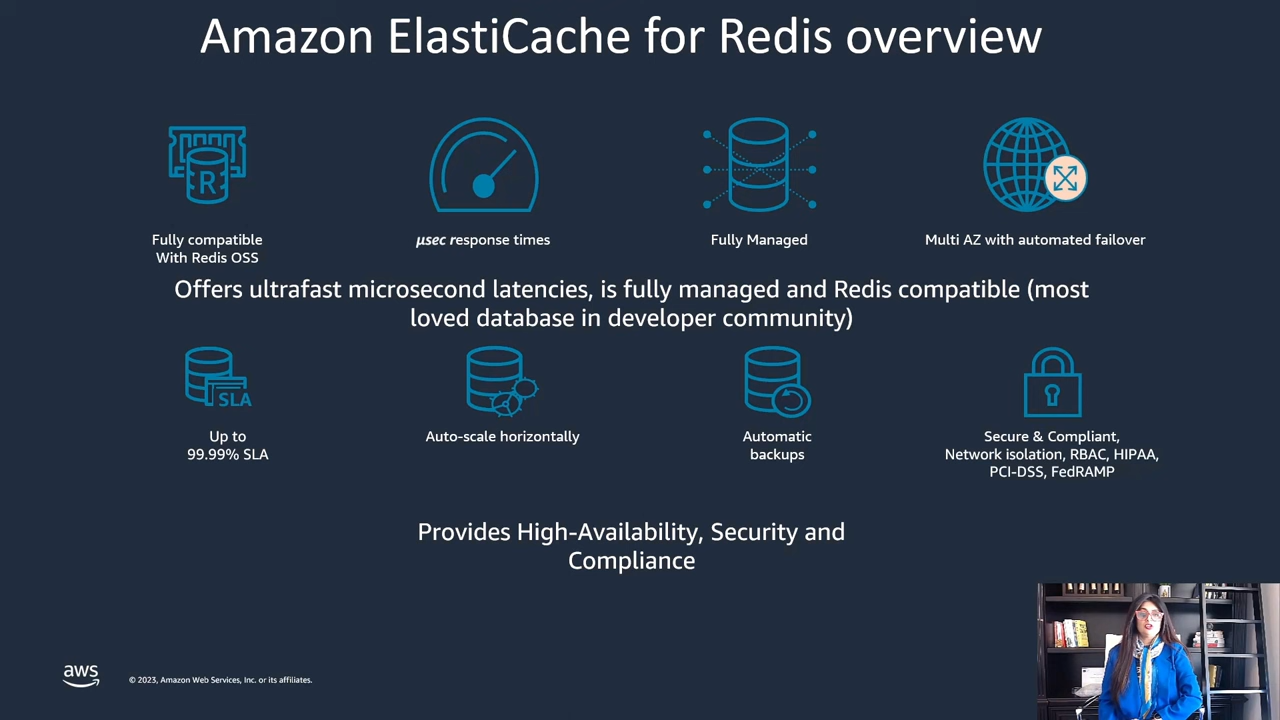 Amazon ElastiCache for Redis overview
R
Fully compatible
With Redis OSS
μsec response times
Fully Managed
Multi AZ with automated failover
Offers ultrafast microsecond latencies, is fully managed and Redis compatible (most
loved database in developer community)
SLA
Up to
99.99% SLA
Auto-scale horizontally
Automatic
backups
Secure & Compliant,
Network isolation, RBAC, HIPAA,
PCI-DSS, FedRAMP
Provides High-Availability, Security and
Compliance
aws
© 2023, Amazon Web Services, Inc. or its affiliates.